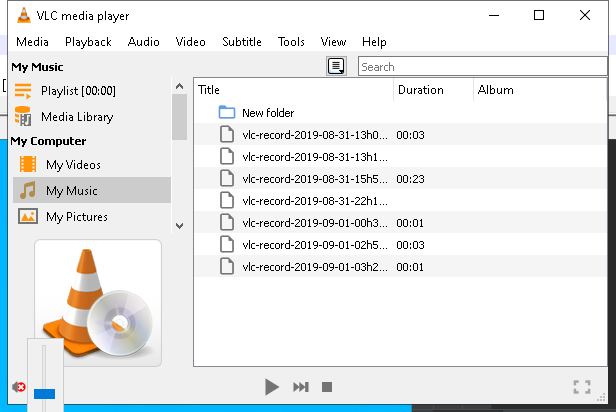 VLC media player
Media Playback Audio Video Subtitle Tools View Help
My Music
Search
Playlist [00:00]
Media Library
My Computer
My Videos
My Music
My Pictures
Title Duration Album
New folder
vlc-record-2019-08-31-13h0... 00:03
vlc-record-2019-08-31-13h1...
vlc-record-2019-08-31-15h5... 00:23
vlc-record-2019-08-31-22h1...
vlc-record-2019-09-01-00h3... 00:01
vlc-record-2019-09-01-02h5... 00:03
vlc-record-2019-09-01-03h2... 00:01